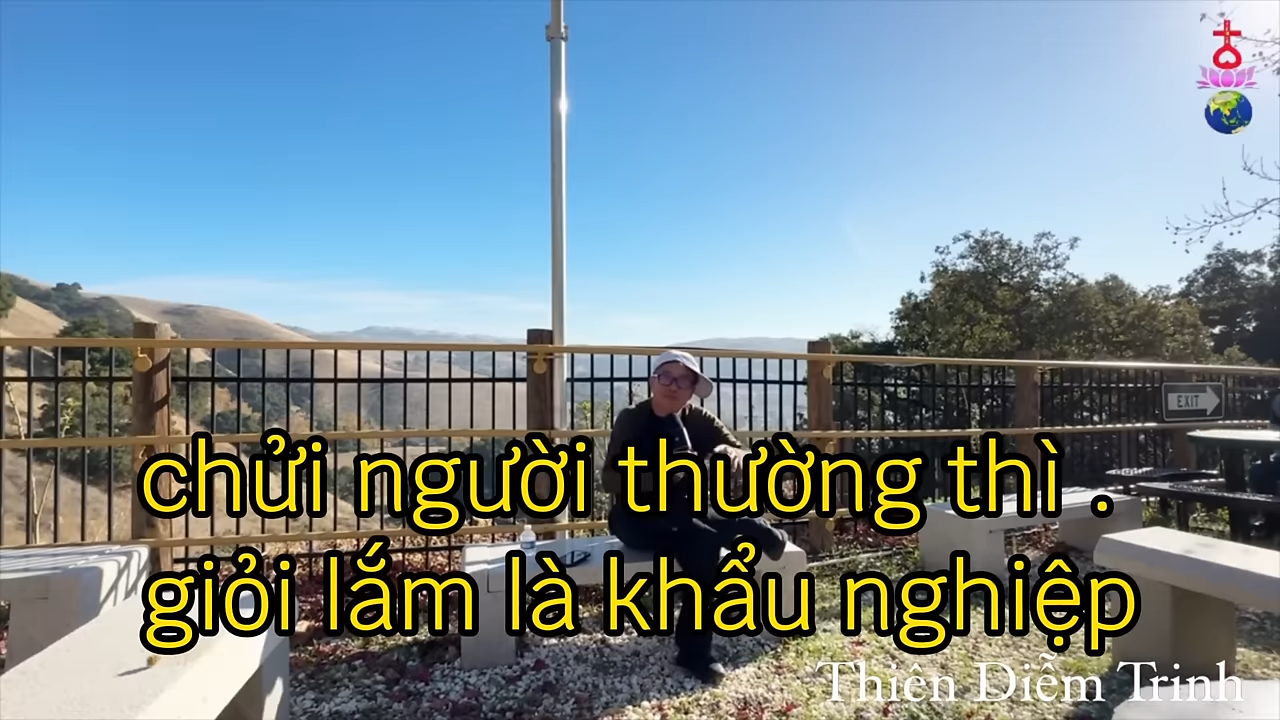 EXIT
chửi người thường thì .
giỏi lắm là khẩu nghiệp
Thiên Diễm Trinh